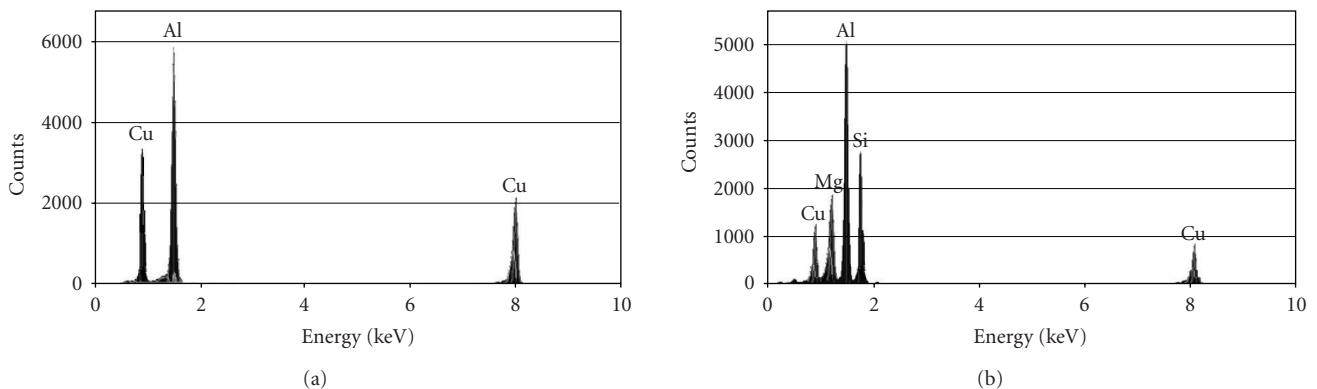 6000
4000
2000
0
Counts
Al
Cu
Cu
0 2 4 6 8 10
Energy (keV)
(a)
5000
4000
3000
2000
1000
0
Counts
Al
Si
Mg
Cu
Cu
0 2 4 6 8 10
Energy (keV)
(b)